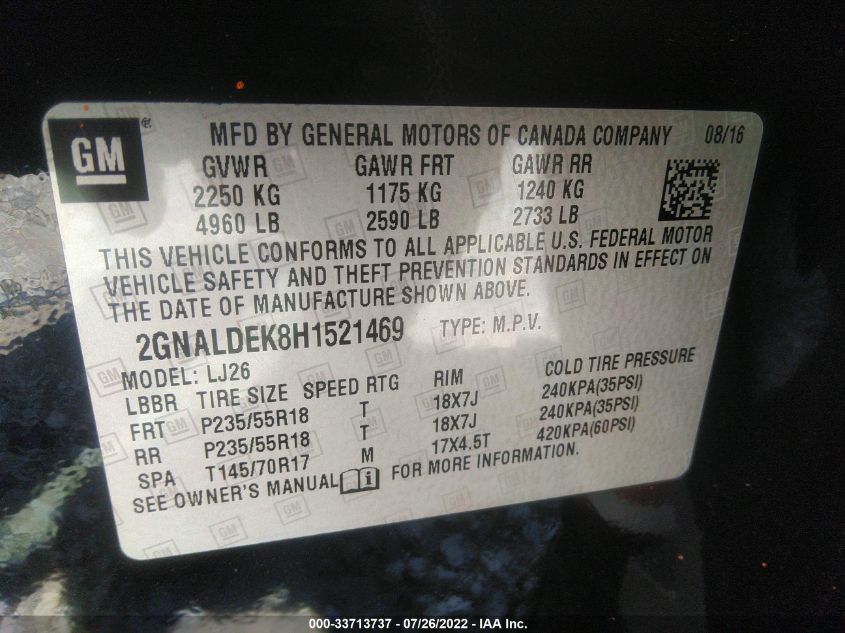 GM ® MFD BY GENERAL MOTORS OF CANADA COMPANY 08/16
GVWR GAWR FRT GAWR RR
2250 KG 1175 KG 1240 KG
4960 LB 2590 LB 2733 LB
THIS VEHICLE CONFORMS TO ALL APPLICABLE U.S. FEDERAL MOTOR
VEHICLE SAFETY AND THEFT PREVENTION STANDARDS IN EFFECT ON
THE DATE OF MANUFACTURE SHOWN ABOVE.
2GNALDEK8H1521469 TYPE: M.P.V.
MODEL: LJ26
LBBR TIRE SIZE SPEED RTG RIM COLD TIRE PRESSURE
FRT P235/55R18 T 18X7J 240KPA(35PSI)
RR P235/55R18 T 18X7J 240KPA(35PSI)
SPA T145/70R17 M 17X4.5T 420KPA(60PSI)
SEE OWNER'S MANUAL i FOR MORE INFORMATION.
000-33713737 - 07/26/2022 - IAA Inc.